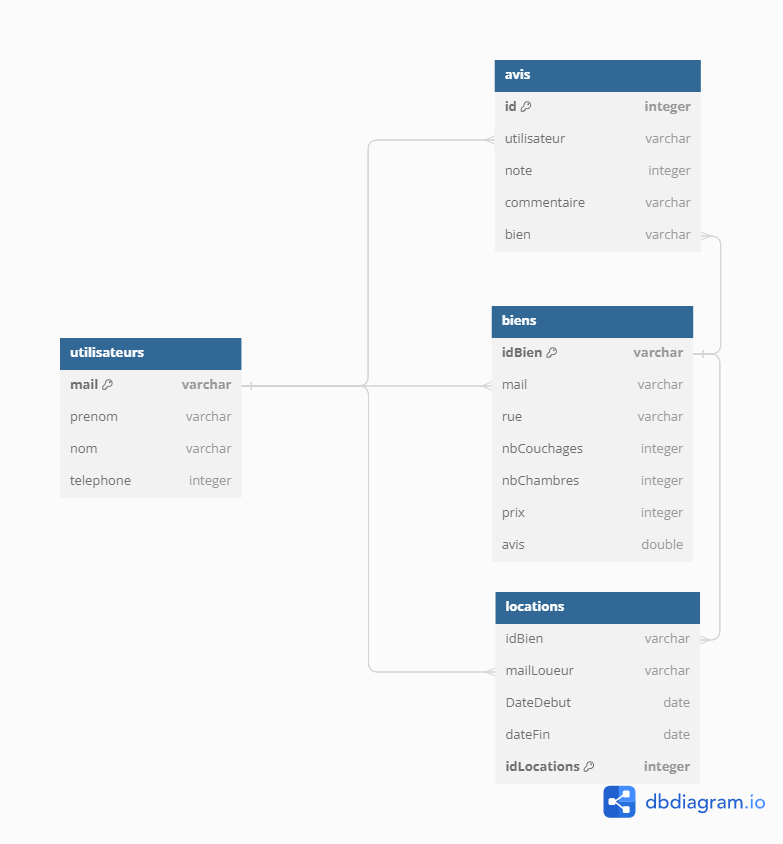 avis
id integer
utilisateur varchar
note integer
commentaire varchar
bien varchar
biens
idBien varchar
mail varchar
rue varchar
nbCouchages integer
nbChambres integer
prix integer
avis double
utilisateurs
mail varchar
prenom varchar
nom varchar
telephone integer
locations
idBien varchar
mailLoueur varchar
DateDebut date
dateFin date
idLocations integer
dbdiagram.io